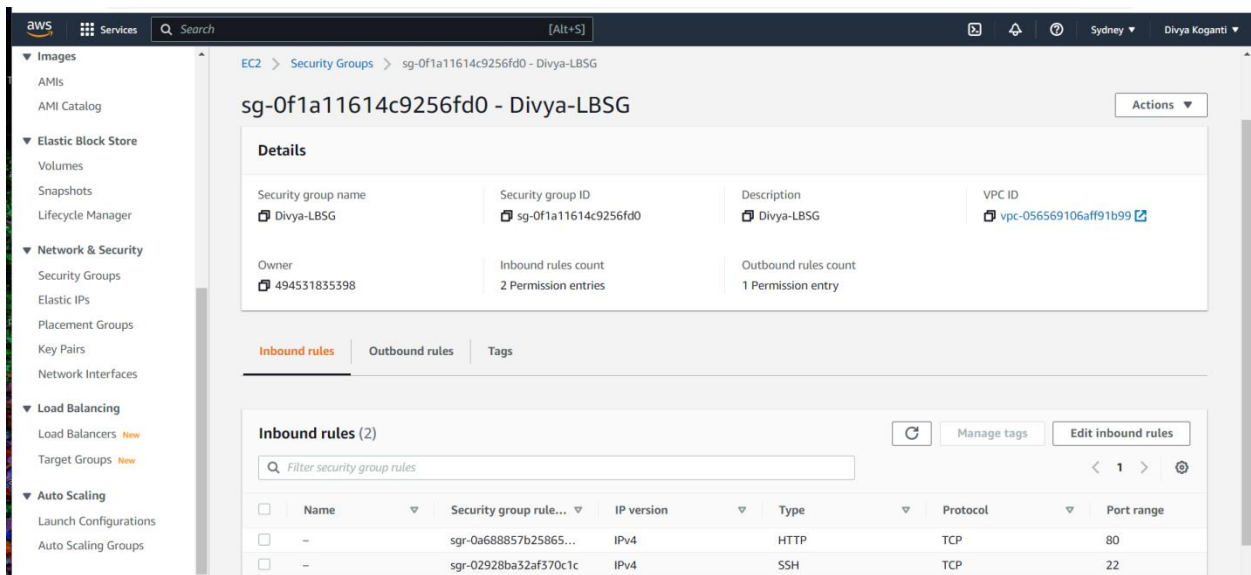 aws Services Search [Alt+S] Sydney ▼ Divya Koganti ▼
▼ Images
AMIs
AMI Catalog
▼ Elastic Block Store
Volumes
Snapshots
Lifecycle Manager
▼ Network & Security
Security Groups
Elastic IPs
Placement Groups
Key Pairs
Network Interfaces
▼ Load Balancing
Load Balancers New
Target Groups New
▼ Auto Scaling
Launch Configurations
Auto Scaling Groups
EC2 > Security Groups > sg-0f1a11614c9256fd0 - Divya-LBSG
sg-0f1a11614c9256fd0 - Divya-LBSG Actions ▼
Details
Security group name Security group ID Description VPC ID
Divya-LBSG sg-0f1a11614c9256fd0 Divya-LBSG vpc-056569106aff91b99
Owner Inbound rules count Outbound rules count
494531835398 2 Permission entries 1 Permission entry
Inbound rules Outbound rules Tags
Inbound rules (2) Manage tags Edit inbound rules
Filter security group rules < 1 >
Name Security group rule... IP version Type Protocol Port range
– sgr-0a688857b25865... IPv4 HTTP TCP 80
– sgr-02928ba32af370c1c IPv4 SSH TCP 22